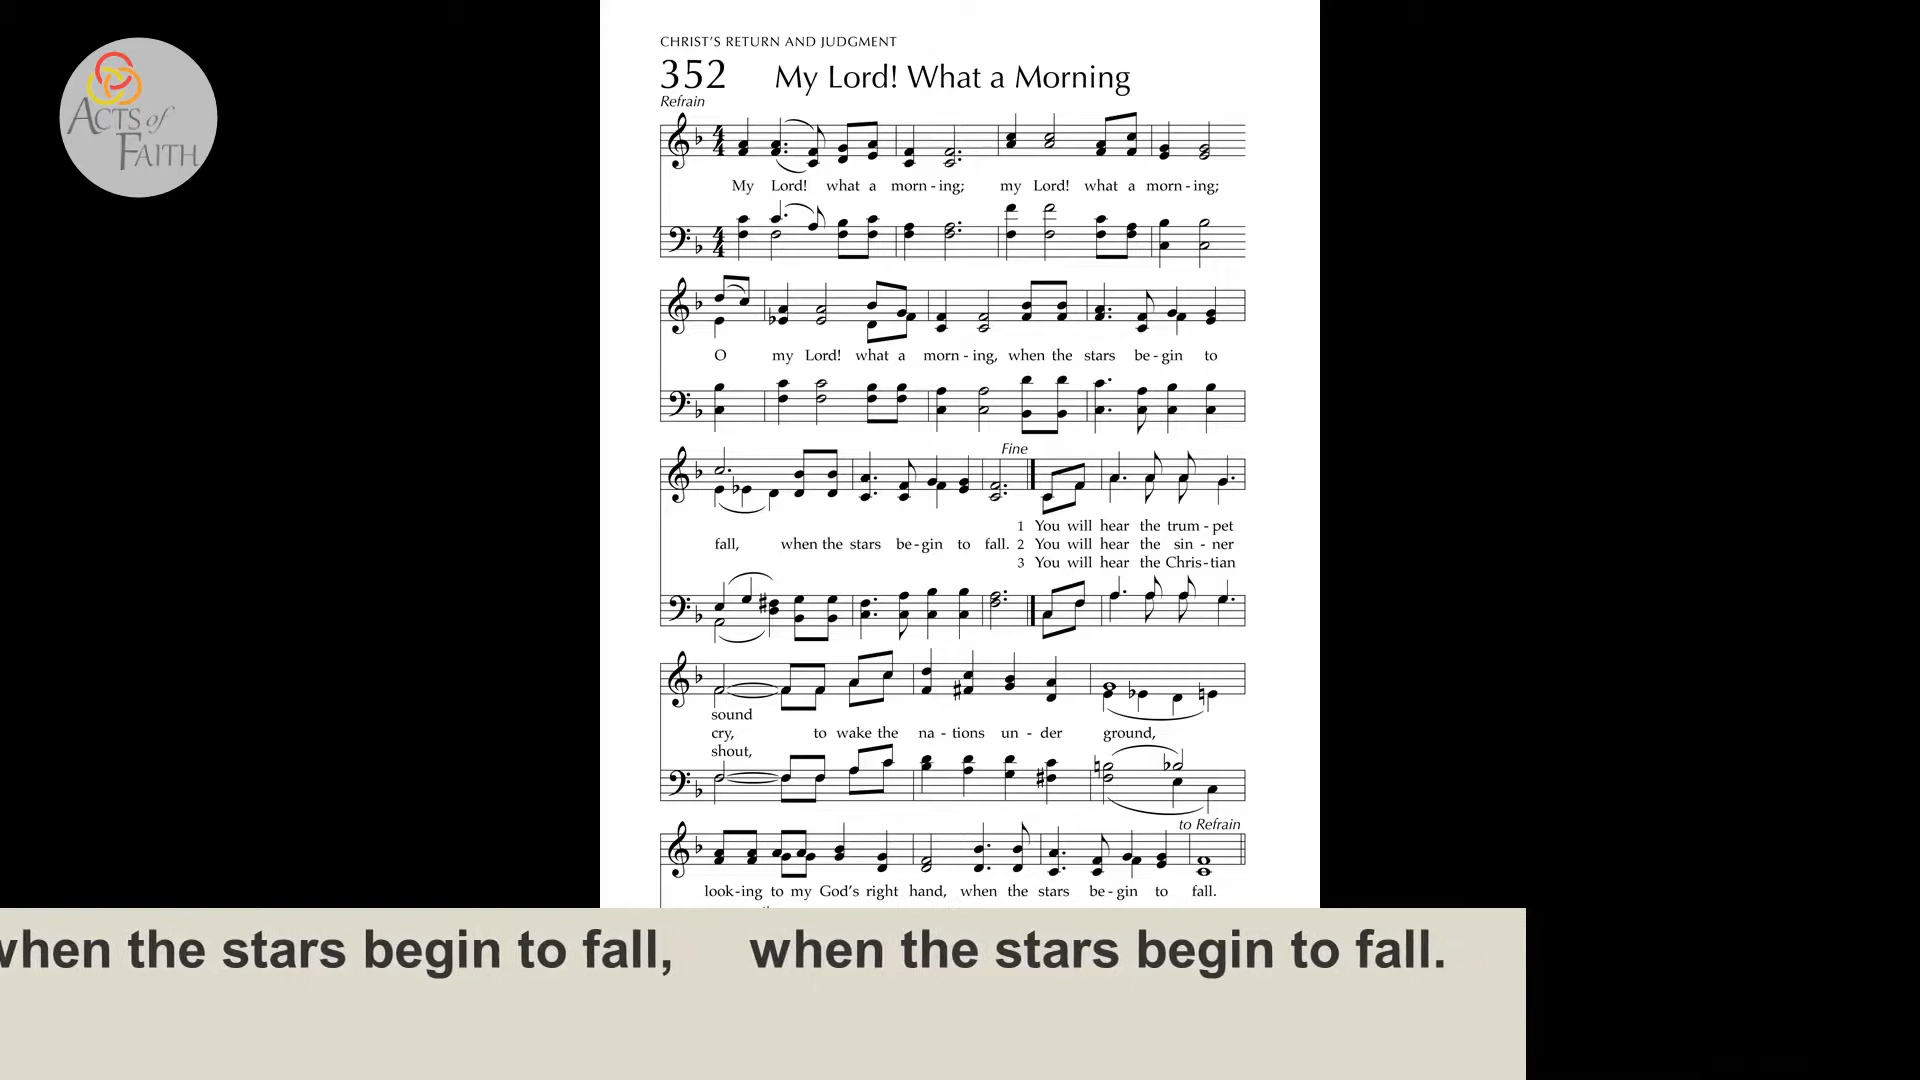 ACTS of
FAITH
CHRIST'S RETURN AND JUDGMENT
352 My Lord! What a Morning
Refrain
My Lord! what a morn - ing; my Lord! what a morn - ing;
O my Lord! what a morn - ing, when the stars be - gin to
Fine
1 You will hear the trum - pet
fall, when the stars be - gin to fall. 2 You will hear the sin - ner
3 You will hear the Chris - tian
sound
cry, to wake the na - tions un - der ground,
shout,
to Refrain
look - ing to my God's right hand, when the stars be - gin to fall.
when the stars begin to fall, when the stars begin to fall.